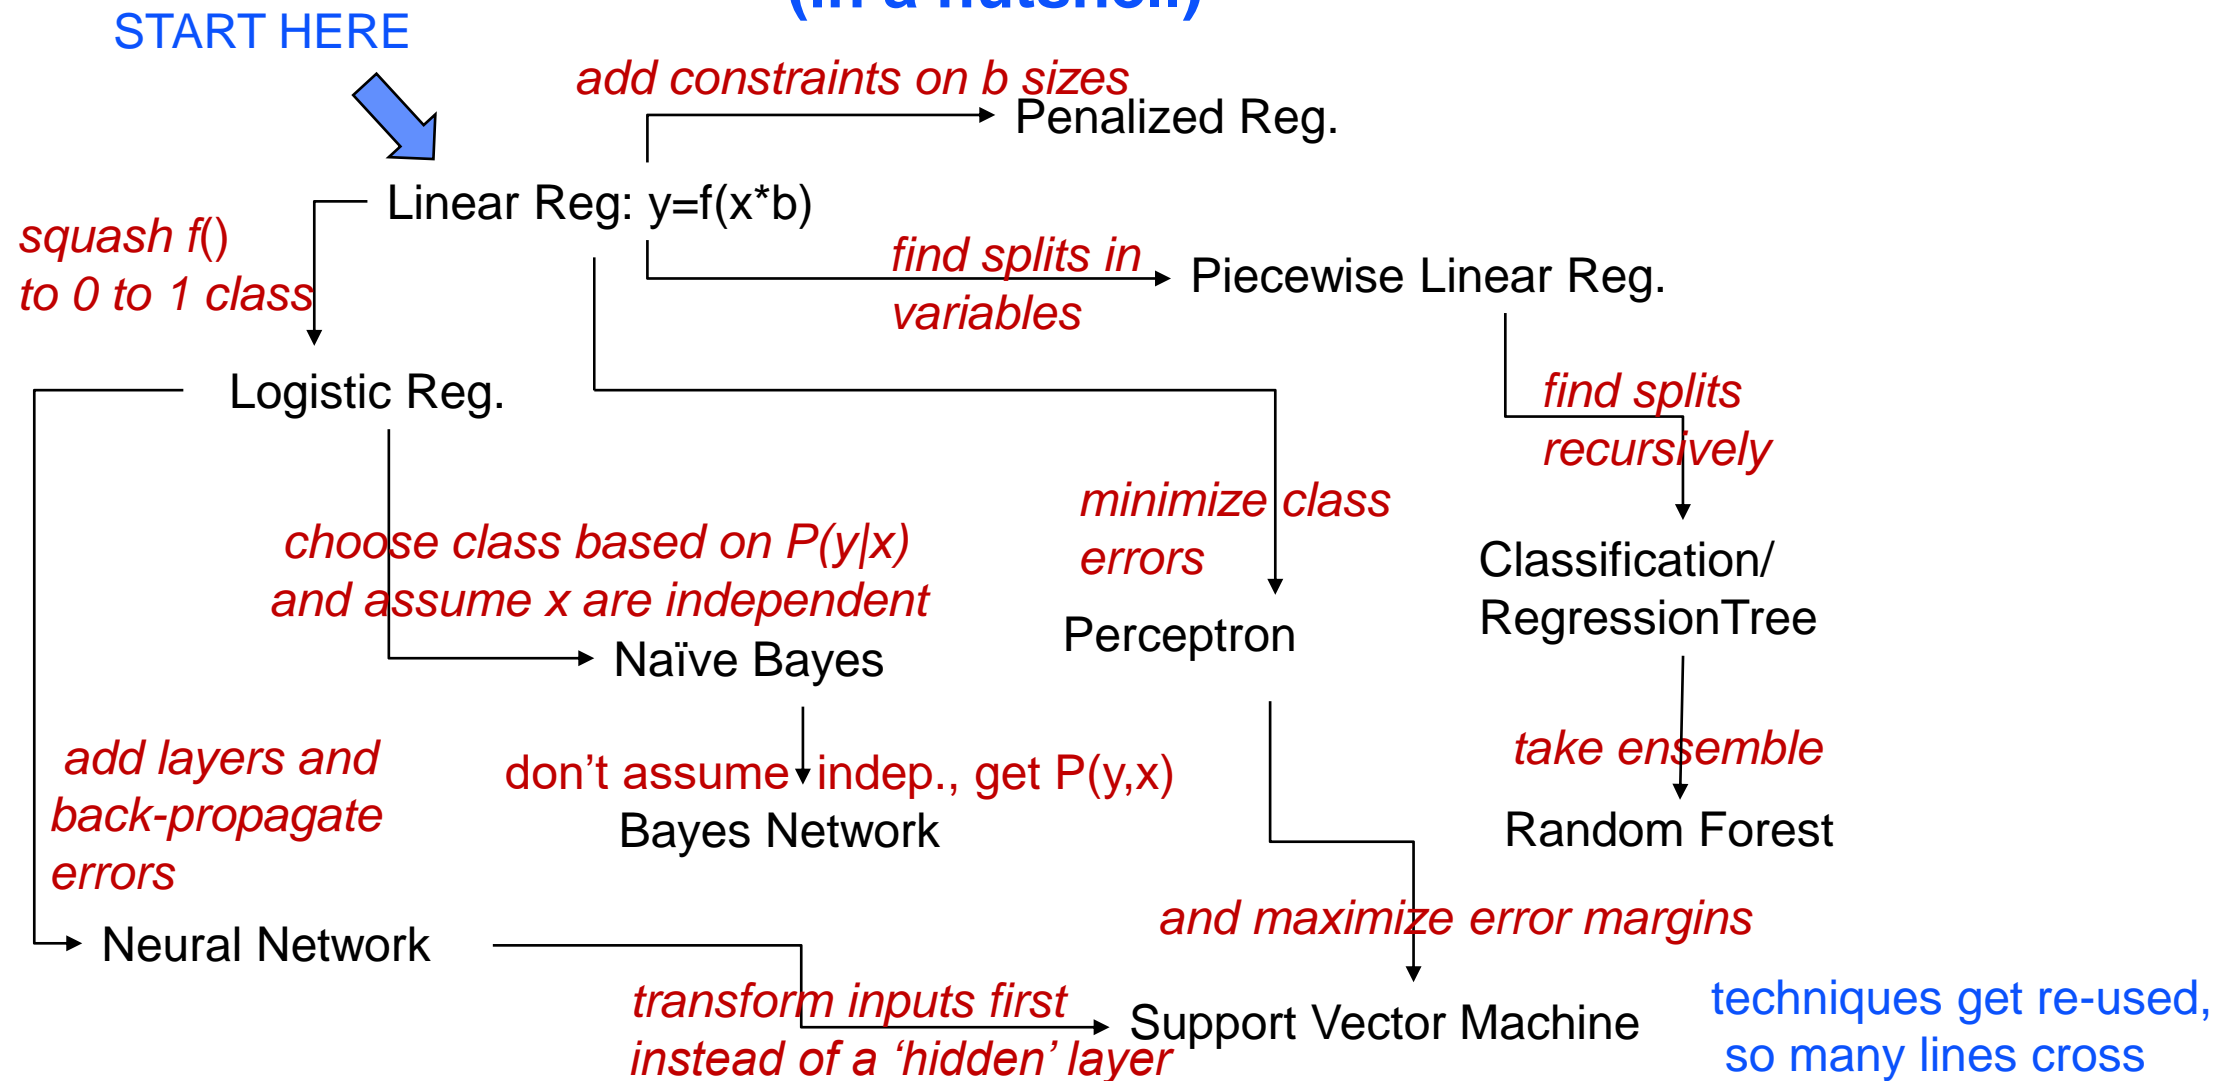 (in a nutshell)
START HERE
add constraints on b sizes
Penalized Reg.
Linear Reg: y=f(x*b)
squash f()
to 0 to 1 class
find splits in
variables
Piecewise Linear Reg.
Logistic Reg.
find splits
recursively
minimize class
errors
choose class based on P(y|x)
and assume x are independent
Classification/
RegressionTree
Perceptron
Naïve Bayes
add layers and
back-propagate
errors
don’t assume indep., get P(y,x)
Bayes Network
take ensemble
Random Forest
and maximize error margins
Neural Network
transform inputs first
instead of a ‘hidden’ layer
Support Vector Machine
techniques get re-used,
so many lines cross